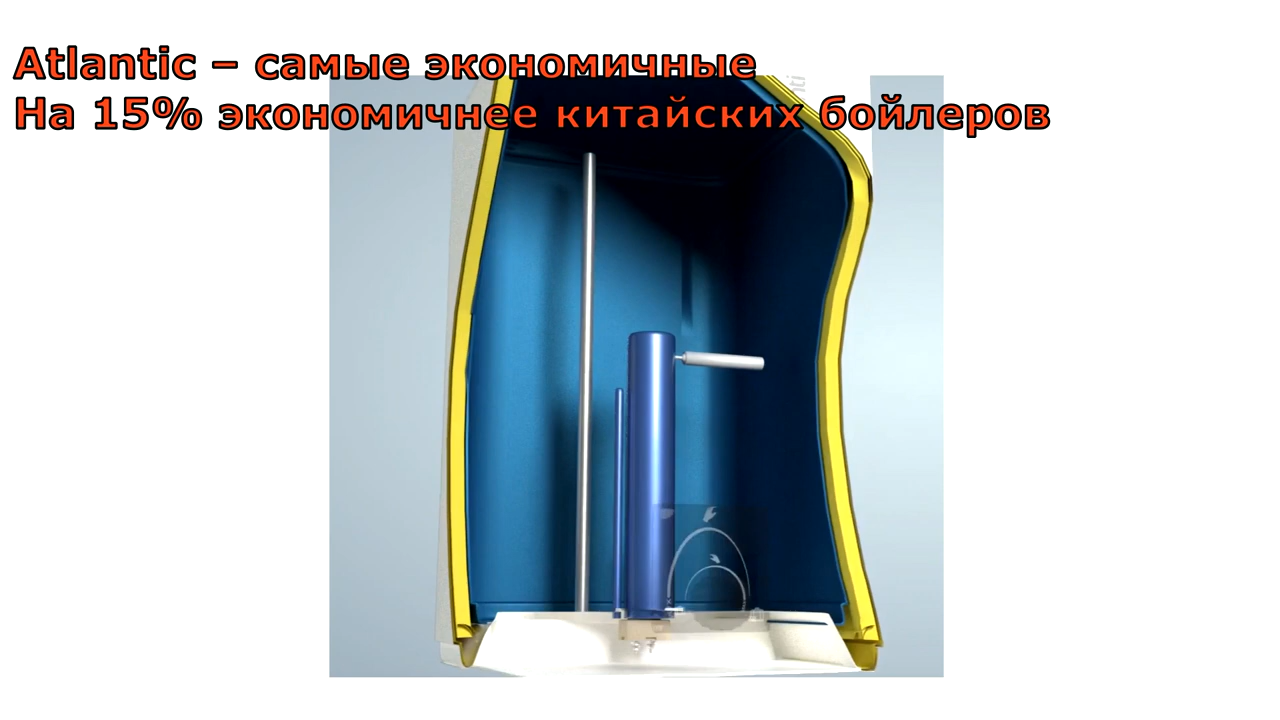 Atlantic – самые экономичные
На 15% экономичнее китайских бойлеров